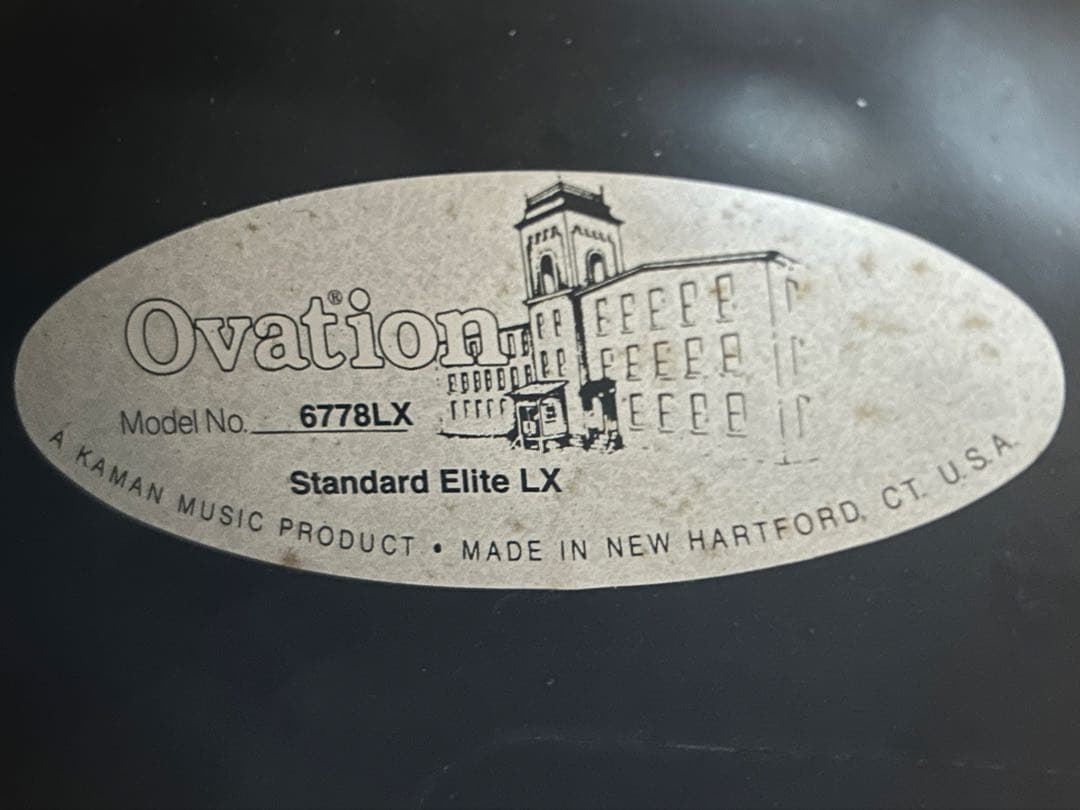 Ovation®
Model No. 6778LX
Standard Elite LX
A KAMAN MUSIC PRODUCT • MADE IN NEW HARTFORD, CT. U.S.A.